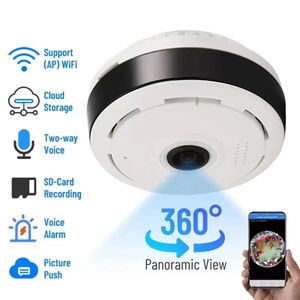 Support
(AP) WiFi
Cloud
Storage
Two-way
Voice
SD-Card
Recording
Voice
Alarm
Picture
Push
360°
Panoramic View